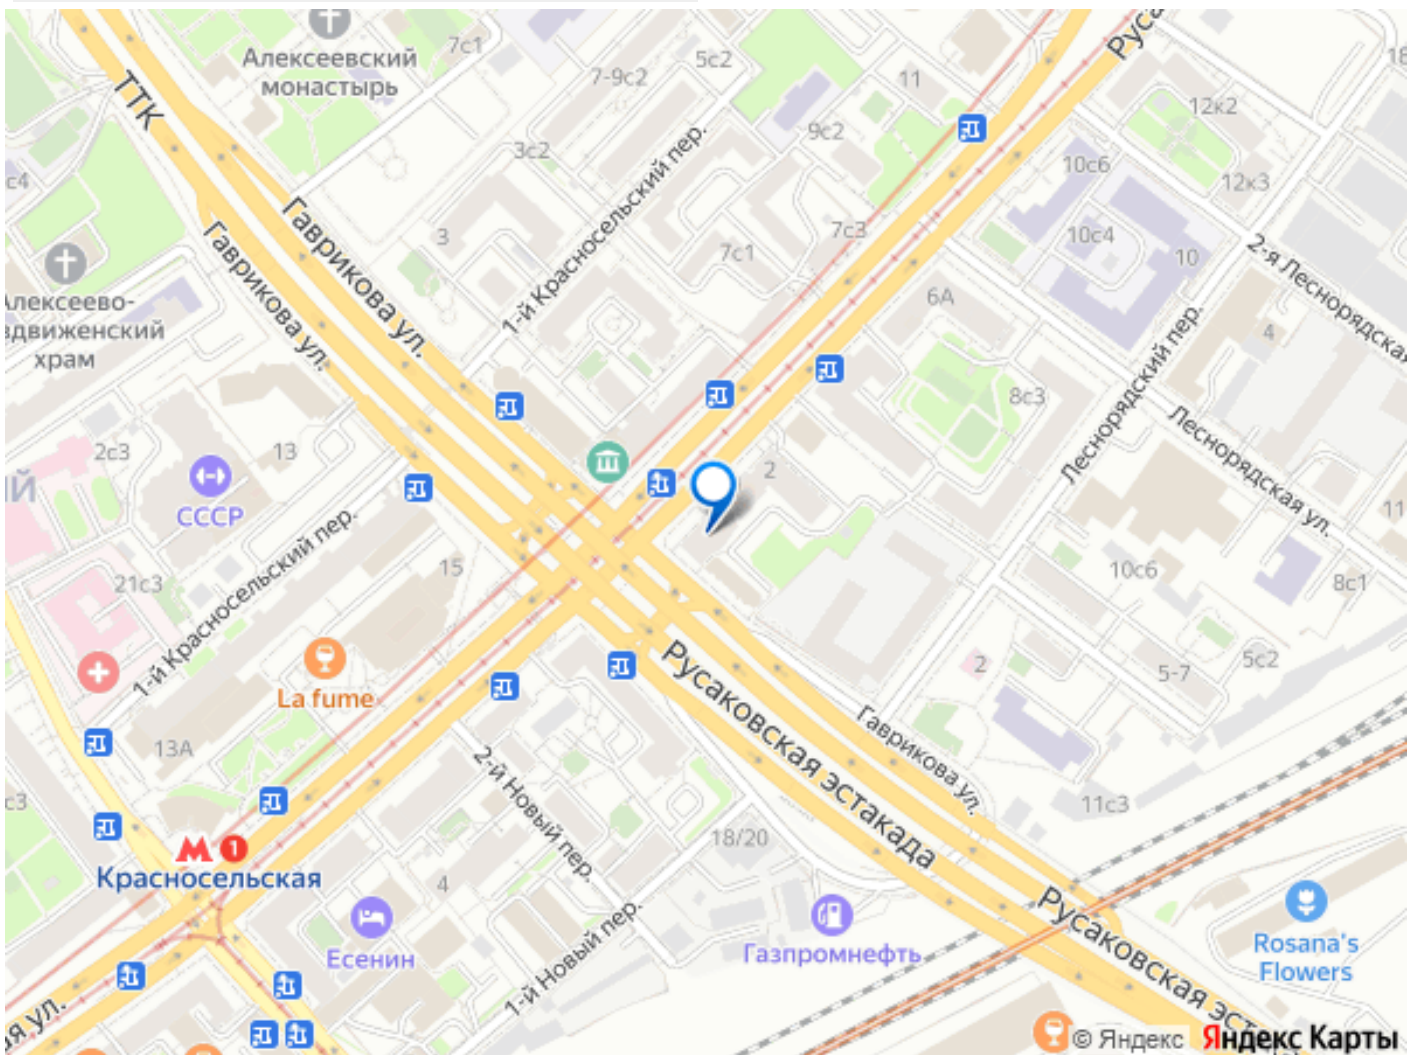 Алексеевский
монастырь
7с1
5с2
7-9с2
11
Руса
ТТК
12к2
9с2
3с2
10с6
с4
12к3
1-й Красносельский пер.
Гаврикова ул.
Гаврикова ул.
3
7с3
7с1
10с4
10
2-я Леснорядская
Алексеево-
здвиженский
храм
6А
4
8с3
Леснорядский пер.
Леснорядская ул.
2с3
13
2
ИЙ
СССР
11
1-й Красносельский пер.
15
21с3
10с6
8с1
La fume
Русаковская эстакада
2
5-7
5с2
Гаврикова ул.
13А
2-й Новый пер.
с3
11с3
18/20
М 1
Красносельская
4
Есенин
1-й Новый пер.
Газпромнефть
Русаковская эст
Rosana's
Flowers
ая ул.
© Яндекс Яндекс Карты